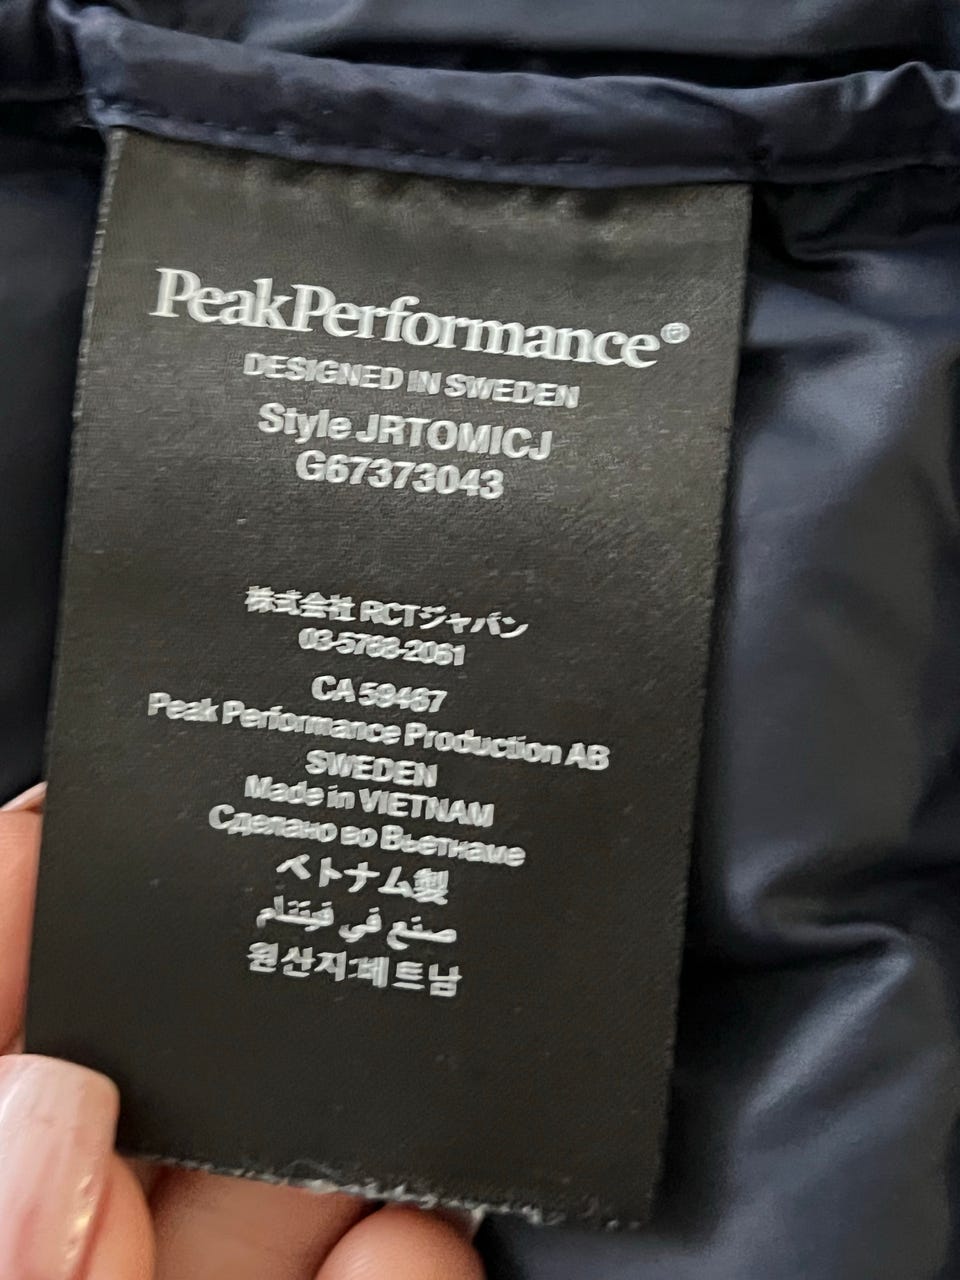 PeakPerformance®
DESIGNED IN SWEDEN
Style JRTOMICJ
G67373043
株式会社 RCTジャパン
03-5768-2061
CA 59467
Peak Performance Production AB
SWEDEN
Made in VIETNAM
Сделано во Вьетнаме
ベトナム製
صنع في فيتنام
원산지:베트남